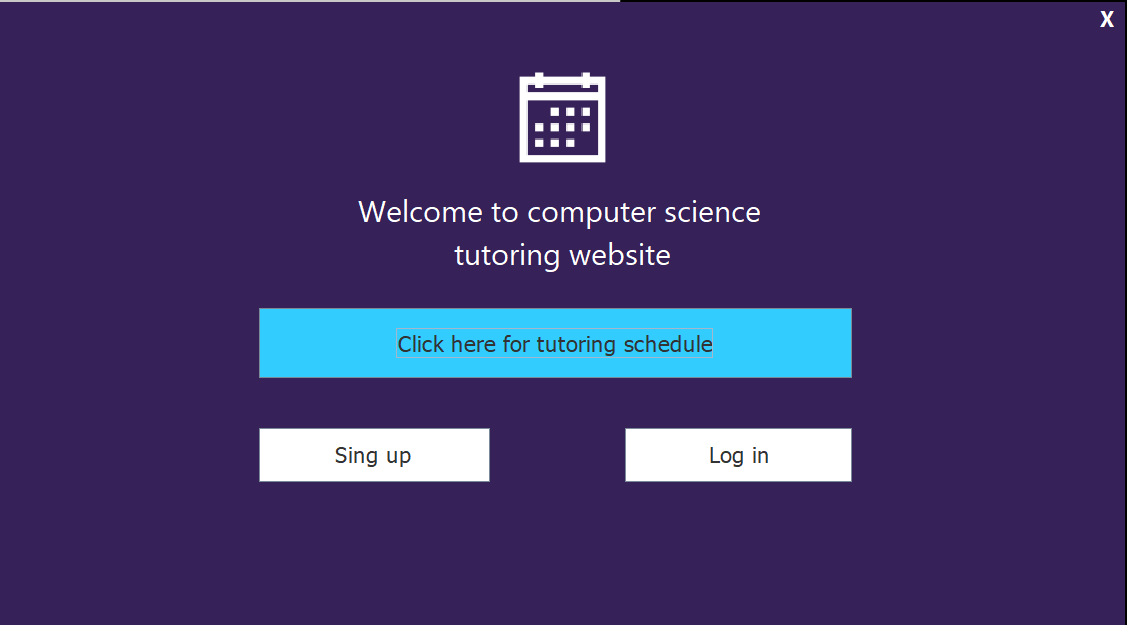 X
Welcome to computer science
tutoring website
Click here for tutoring schedule
Sing up
Log in